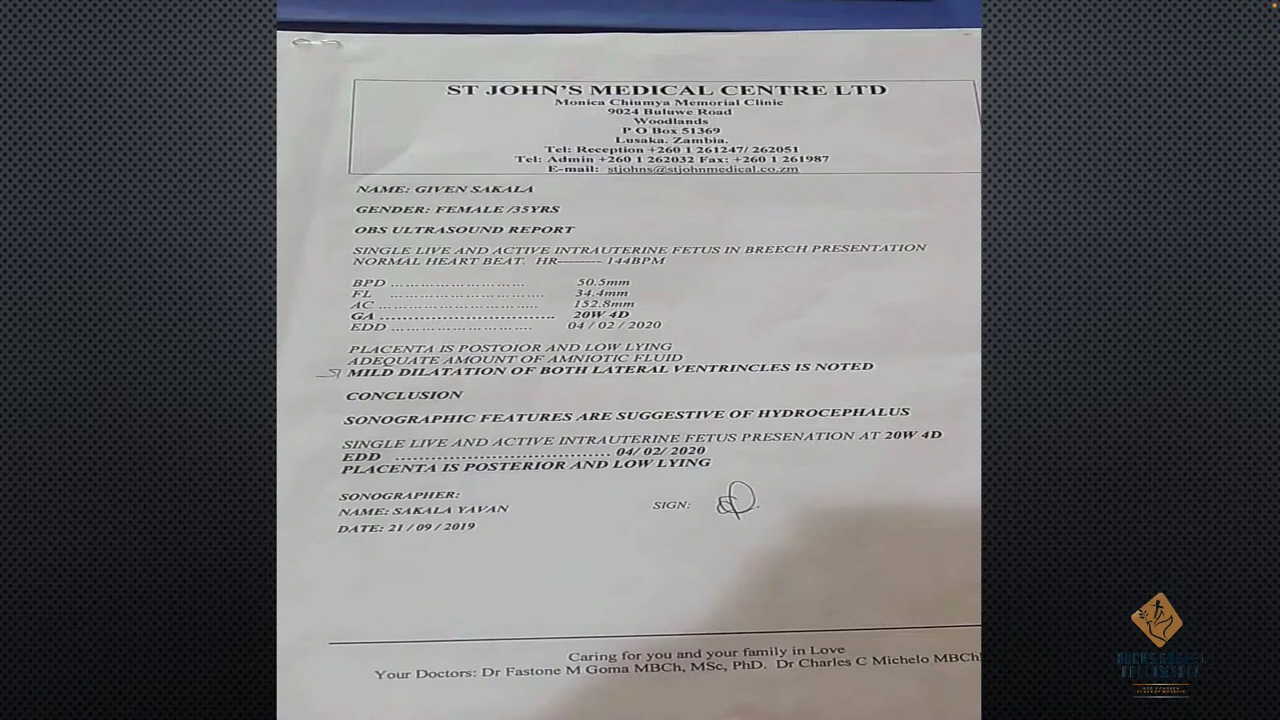 ST JOHN'S MEDICAL CENTRE LTD
Monica Chiumya Memorial Clinic
9024 Buluwe Road
Woodlands
P O Box 51369
Lusaka. Zambia.
Tel: Reception +260 1 261247/ 262051
Tel: Admin +260 1 262032 Fax: +260 1 261987
E-mail: stjohns@stjohnmedical.co.zm
NAME: GIVEN SAKALA
GENDER: FEMALE /35YRS
OBS ULTRASOUND REPORT
SINGLE LIVE AND ACTIVE INTRAUTERINE FETUS IN BREECH PRESENTATION
NORMAL HEART BEAT. HR-------- 144BPM
BPD ............................ 50.5mm
FL ................................ 34.4mm
AC ................................ 152.8mm
GA ................................ 20W 4D
EDD ............................ 04 / 02 / 2020
PLACENTA IS POSTOIOR AND LOW LYING
ADEQUATE AMOUNT OF AMNIOTIC FLUID
MILD DILATATION OF BOTH LATERAL VENTRINCLES IS NOTED
CONCLUSION
SONOGRAPHIC FEATURES ARE SUGGESTIVE OF HYDROCEPHALUS
SINGLE LIVE AND ACTIVE INTRAUTERINE FETUS PRESENATION AT 20W 4D
EDD ...................................... 04/ 02/ 2020
PLACENTA IS POSTERIOR AND LOW LYING
SONOGRAPHER:
NAME: SAKALA YAVAN SIGN:
DATE: 21 / 09 / 2019
Caring for you and your family in Love
Your Doctors: Dr Fastone M Goma MBCh, MSc, PhD. Dr Charles C Michelo MBCh